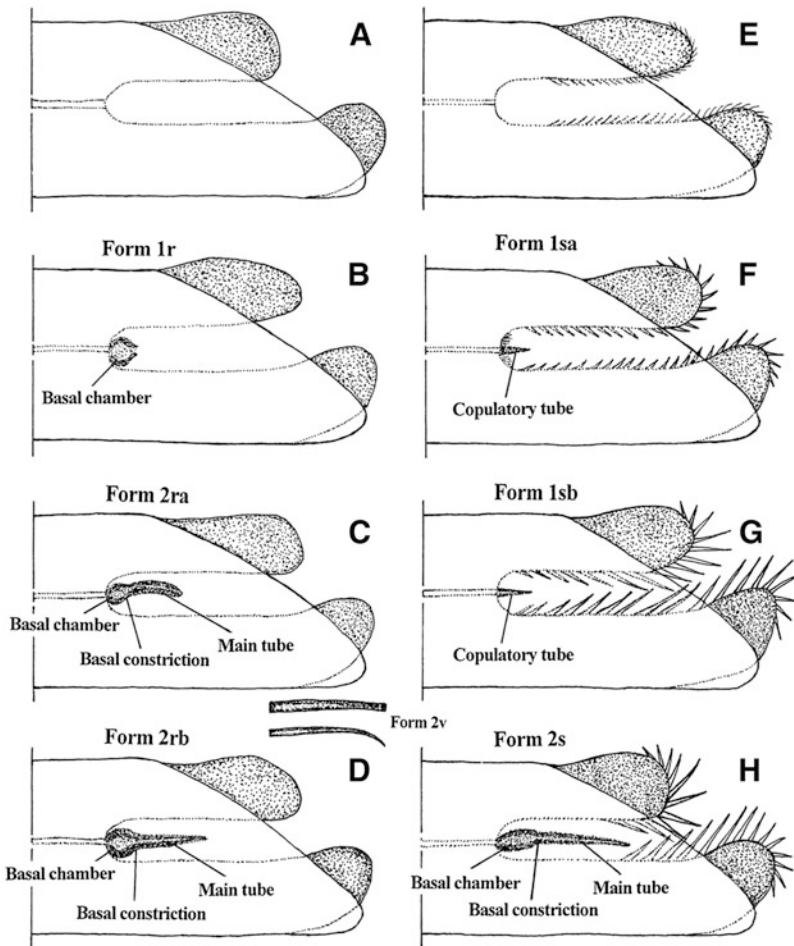 A
E
Form 1r
B
Basal chamber
Form 1sa
F
Copulatory tube
Form 2ra
C
Basal chamber
Basal constriction
Main tube
Form 1sb
G
Copulatory tube
Form 2v
Form 2rb
D
Basal chamber
Basal constriction
Main tube
Form 2s
H
Basal chamber
Basal constriction
Main tube